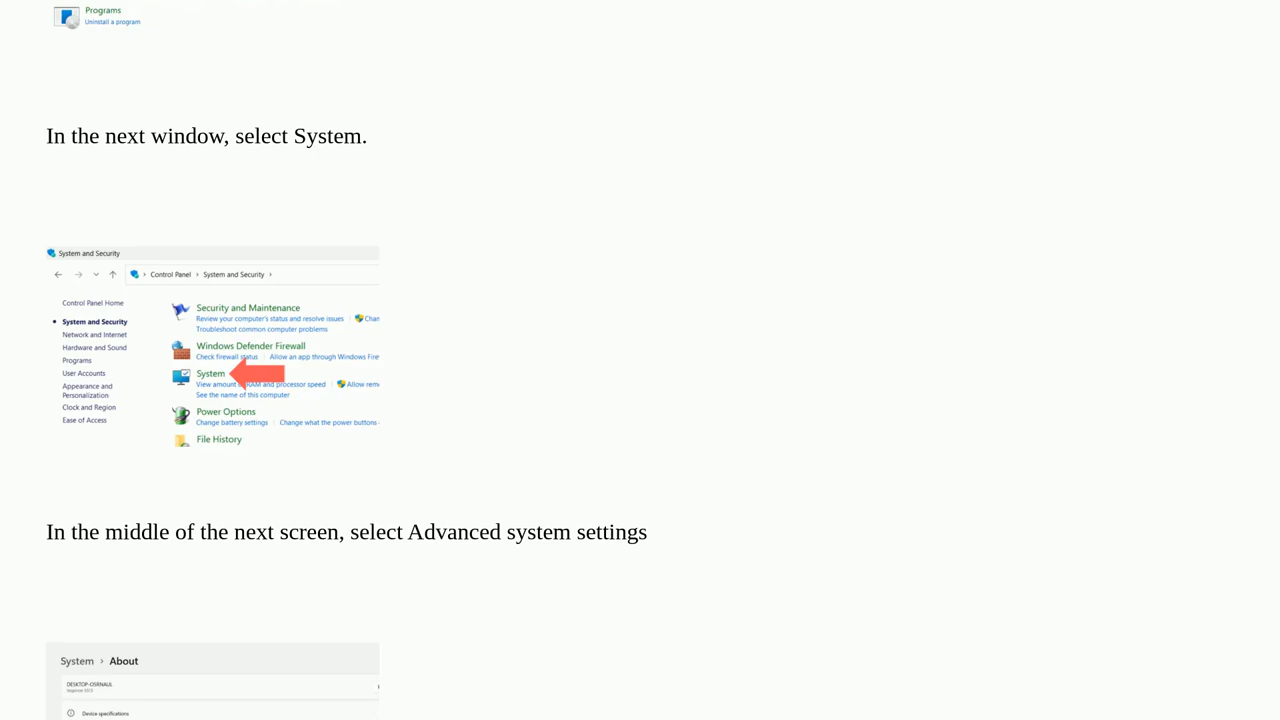 Programs
Uninstall a program
In the next window, select System.
System and Security
Control Panel › System and Security ›
Control Panel Home
System and Security
Network and Internet
Hardware and Sound
Programs
User Accounts
Appearance and
Personalization
Clock and Region
Ease of Access
Security and Maintenance
Review your computer's status and resolve issues
Troubleshoot common computer problems
Windows Defender Firewall
Check firewall status
Allow an app through Windows
System
View amount RAM and processor speed
Allow
See the name of this computer
Power Options
Change battery settings
Change what the power buttons
File History
In the middle of the next screen, select Advanced system settings
System › About
Device specifications